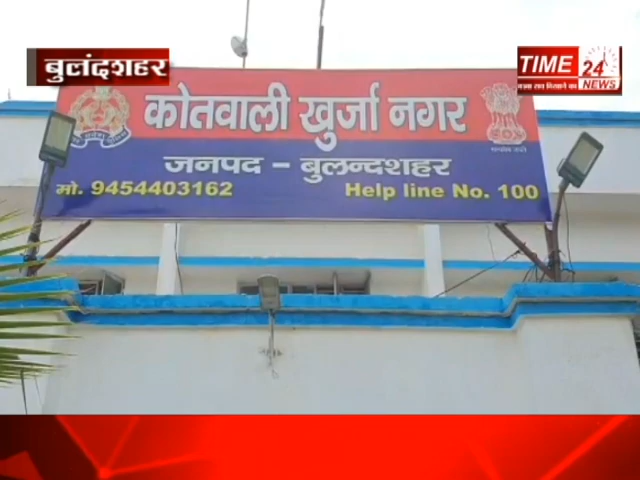 बुलंदशहर
TIME 24
NEWS
कोतवाली खुर्जा नगर
जनपद - बुलन्दशहर
मो. 9454403162 Help line No. 100